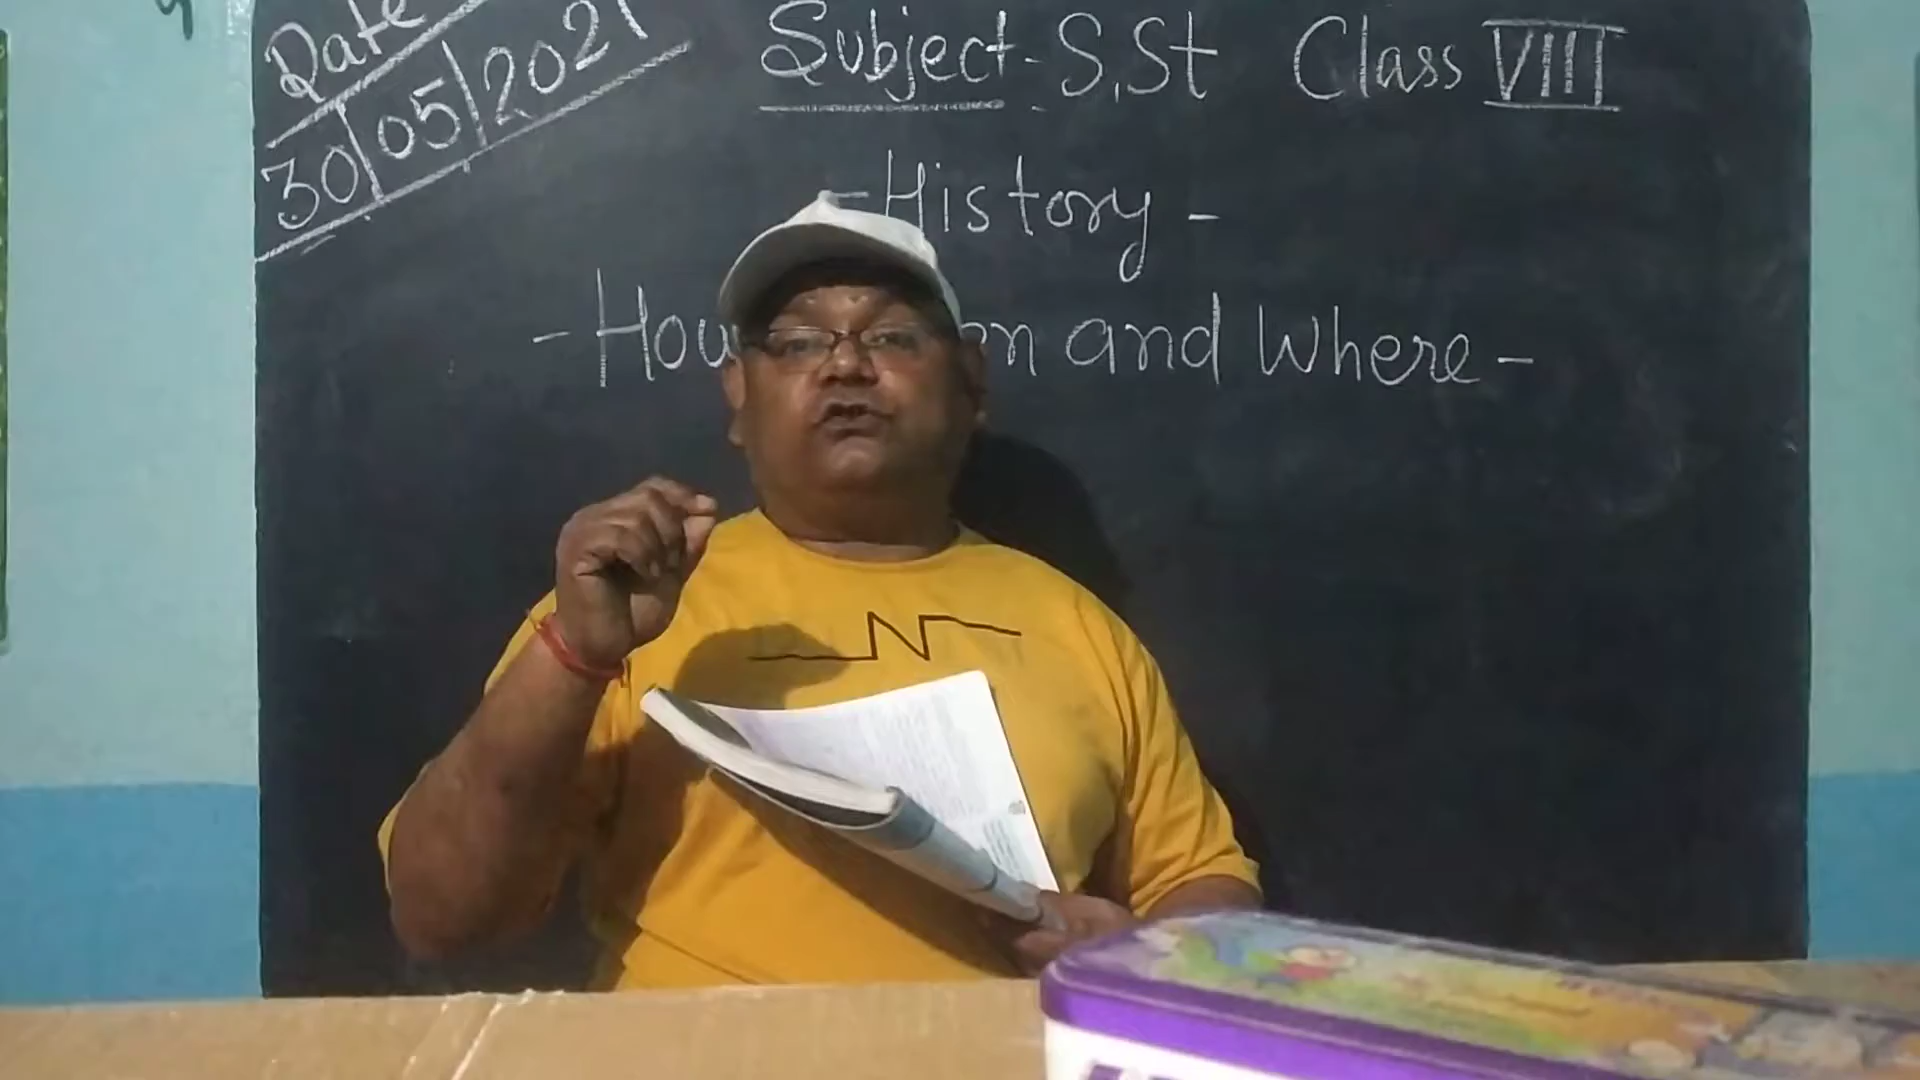 Date
30/05/2021
Subject:- S.St Class VIII
- History -
- How and Where -